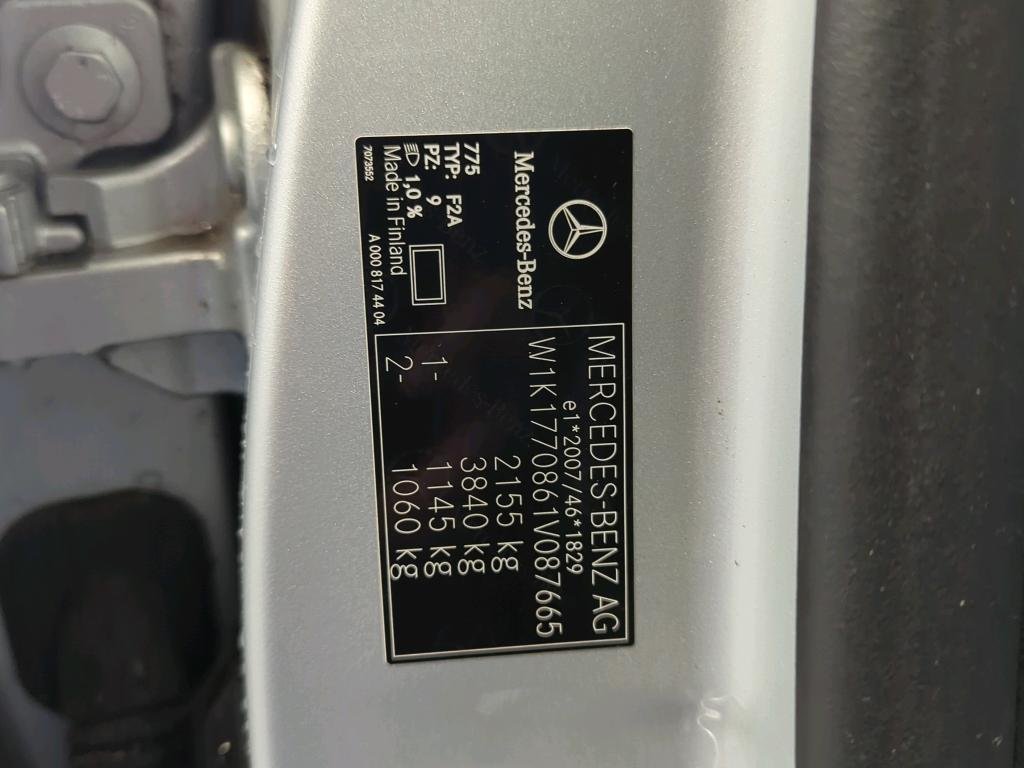 Mercedes-Benz
775
TYP: F2A
PZ: 9
1,0 %
Made in Finland
7073552 A 000 817 44 04
MERCEDES-BENZ AG
e1*2007/46*1829
W1K1770861V087665
2155 kg
3840 kg
1- 1145 kg
2- 1060 kg